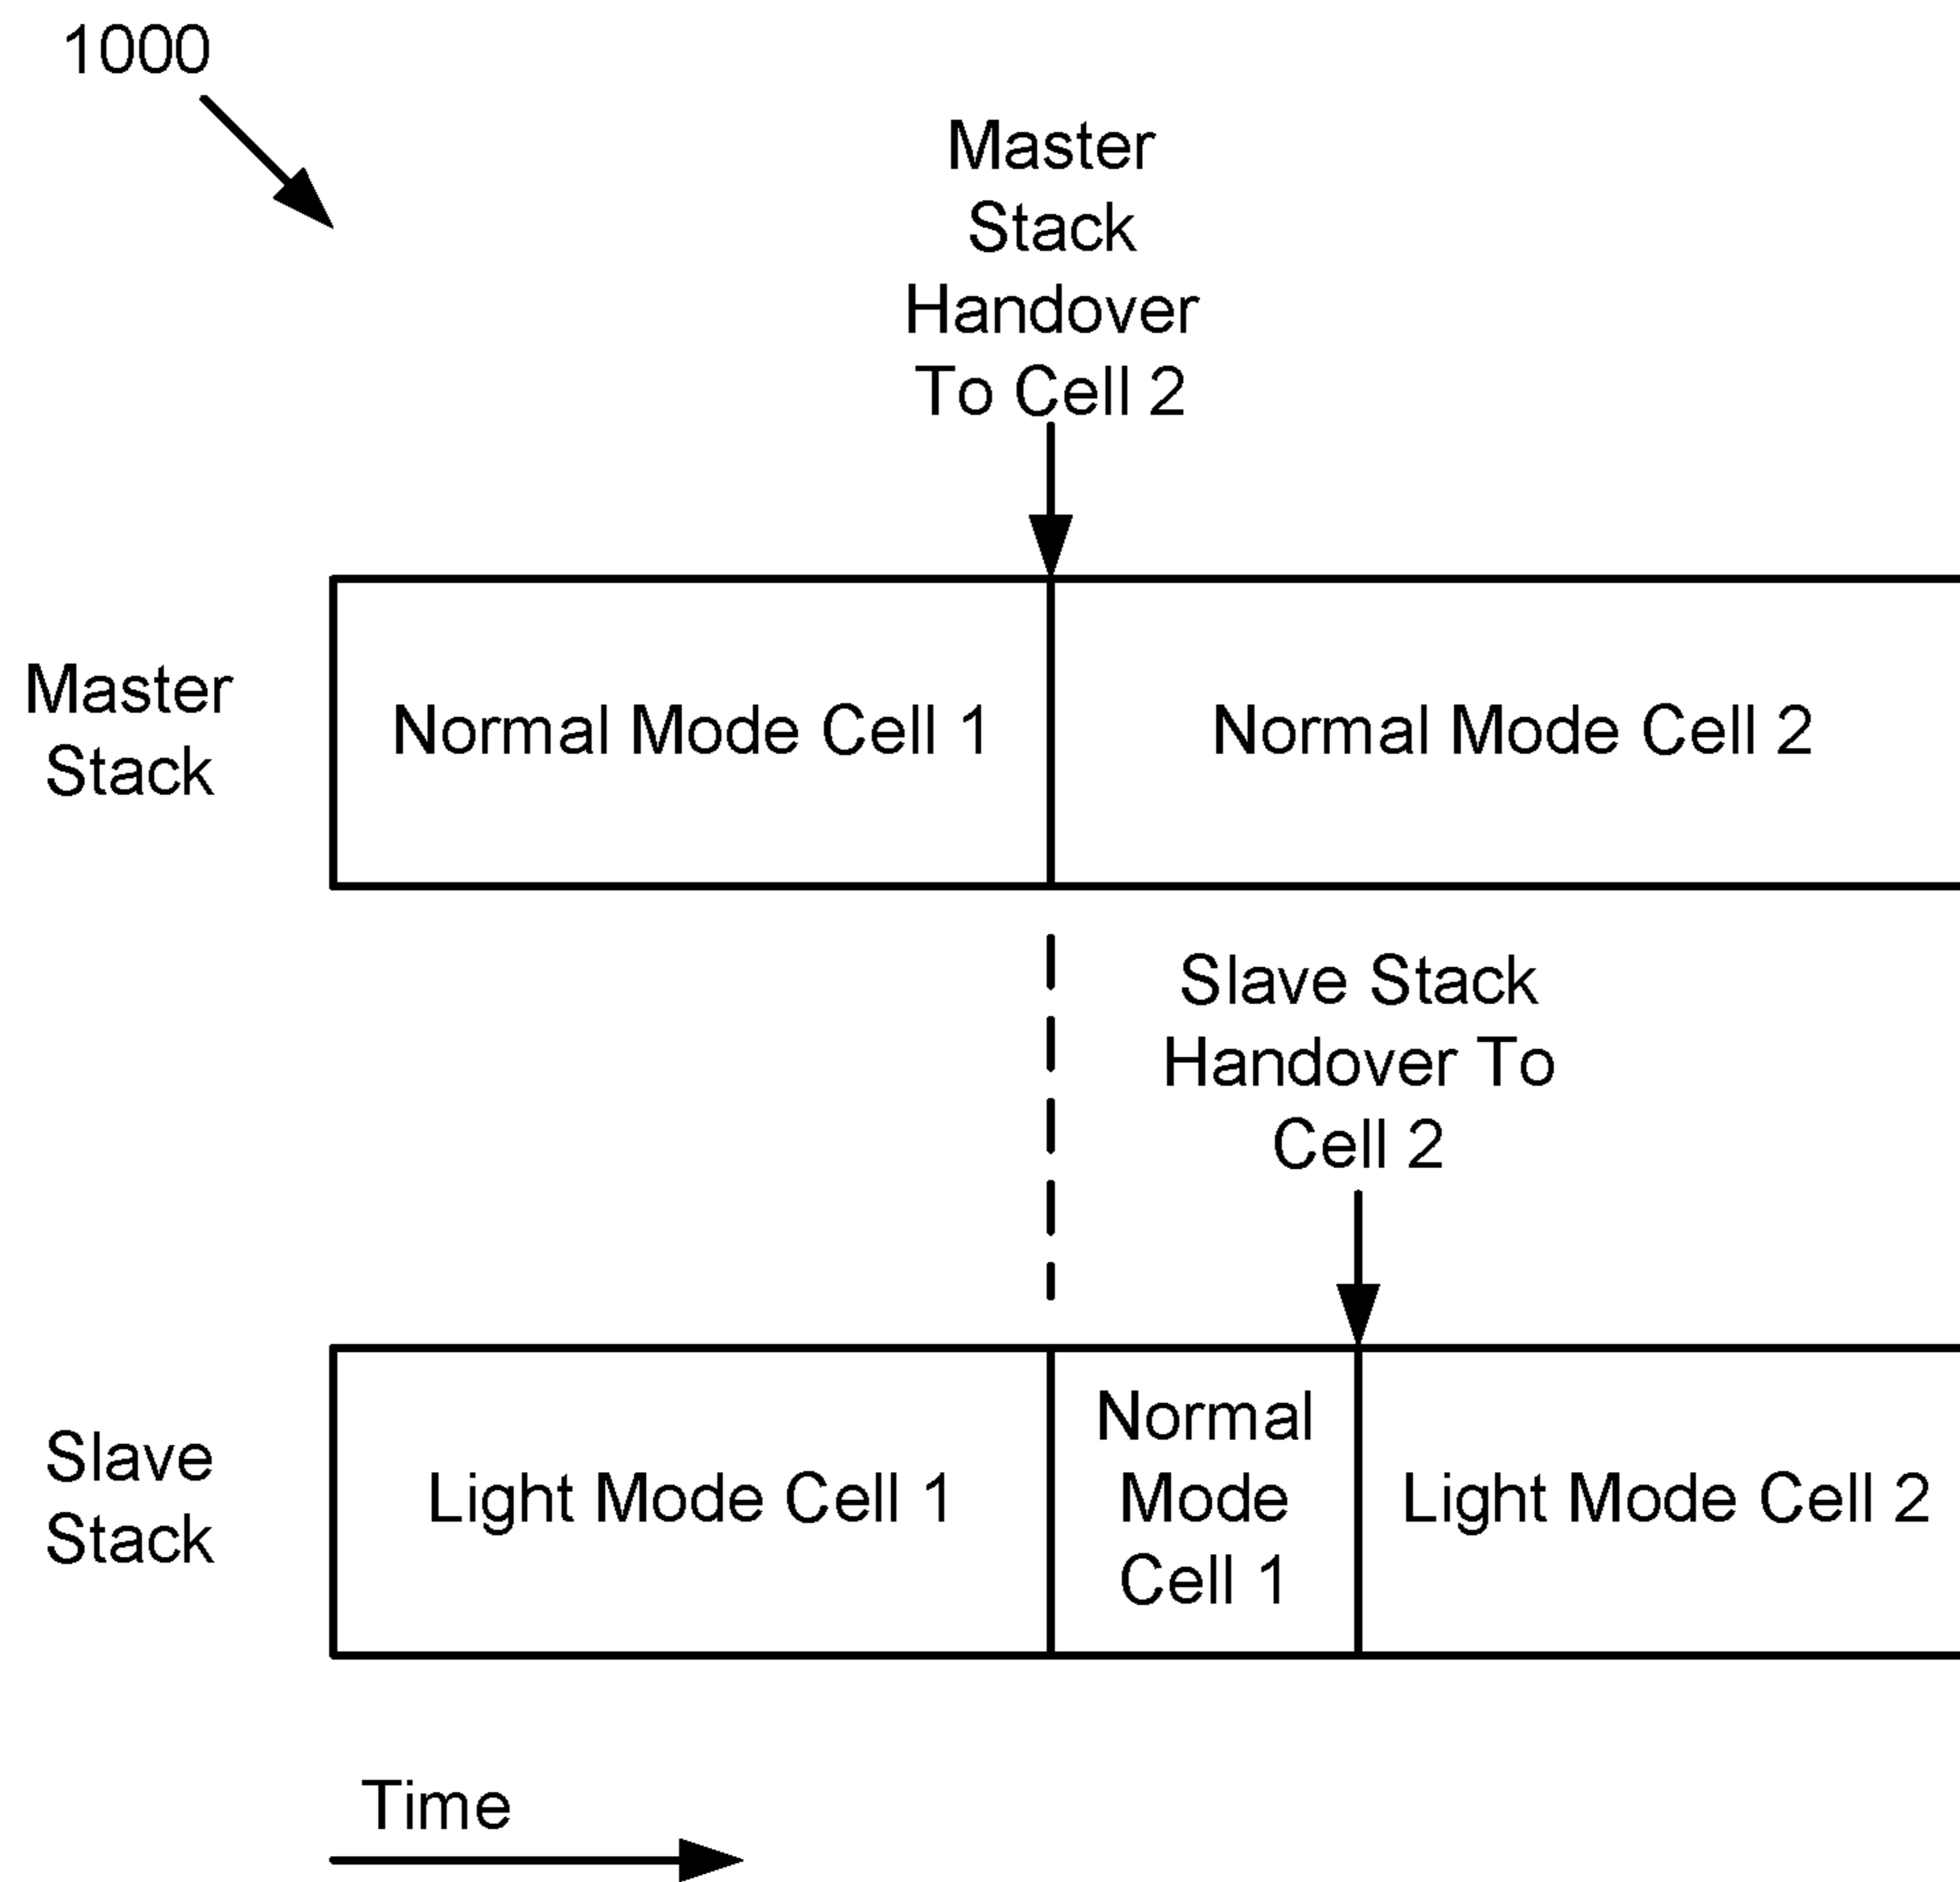 1000
Master
Stack
Handover
To Cell 2
Master
Stack
Normal Mode Cell 1
Normal Mode Cell 2
Slave Stack
Handover To
Cell 2
Slave
Stack
Light Mode Cell 1
Normal
Mode
Cell 1
Light Mode Cell 2
Time